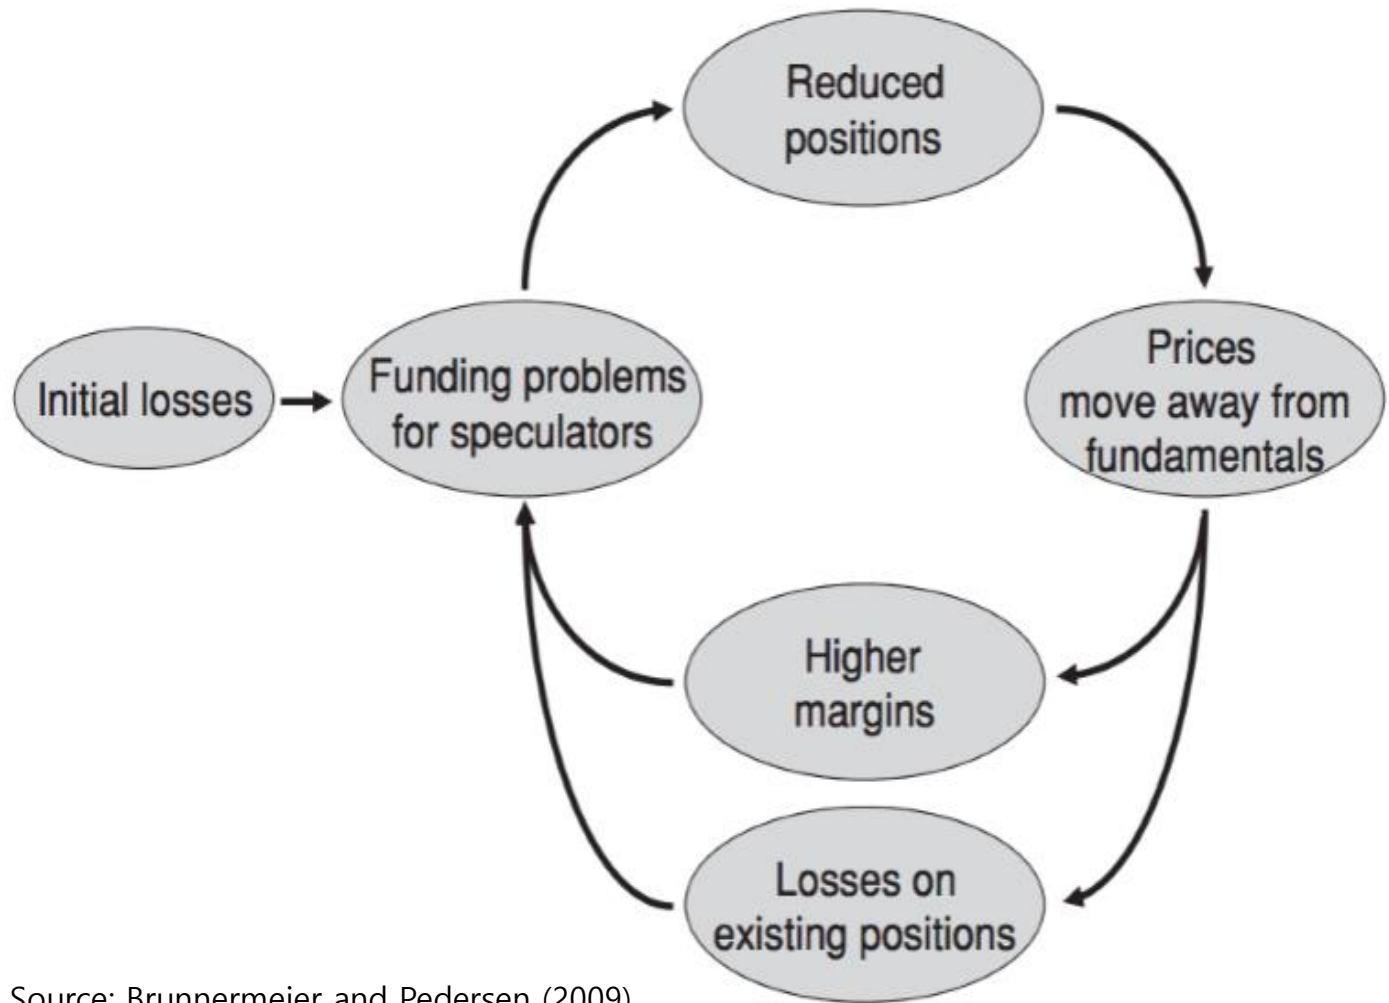 Reduced
positions
Initial losses
Funding problems
for speculators
Prices
move away from
fundamentals
Higher
margins
Losses on
existing positions
Source: Brunnermeier and Pedersen (2009)